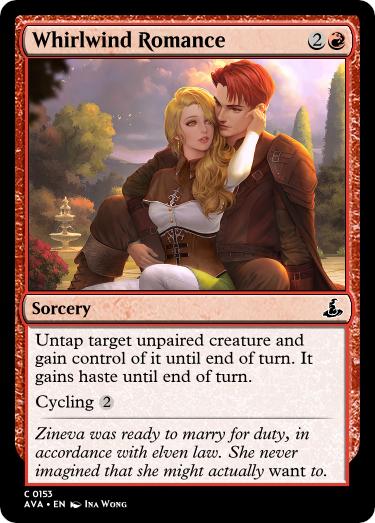 Whirlwind Romance 2
Sorcery
Untap target unpaired creature and
gain control of it until end of turn. It
gains haste until end of turn.
Cycling 2
Zineva was ready to marry for duty, in
accordance with elven law. She never
imagined that she might actually want to.
C 0153
AVA • EN Ina Wong